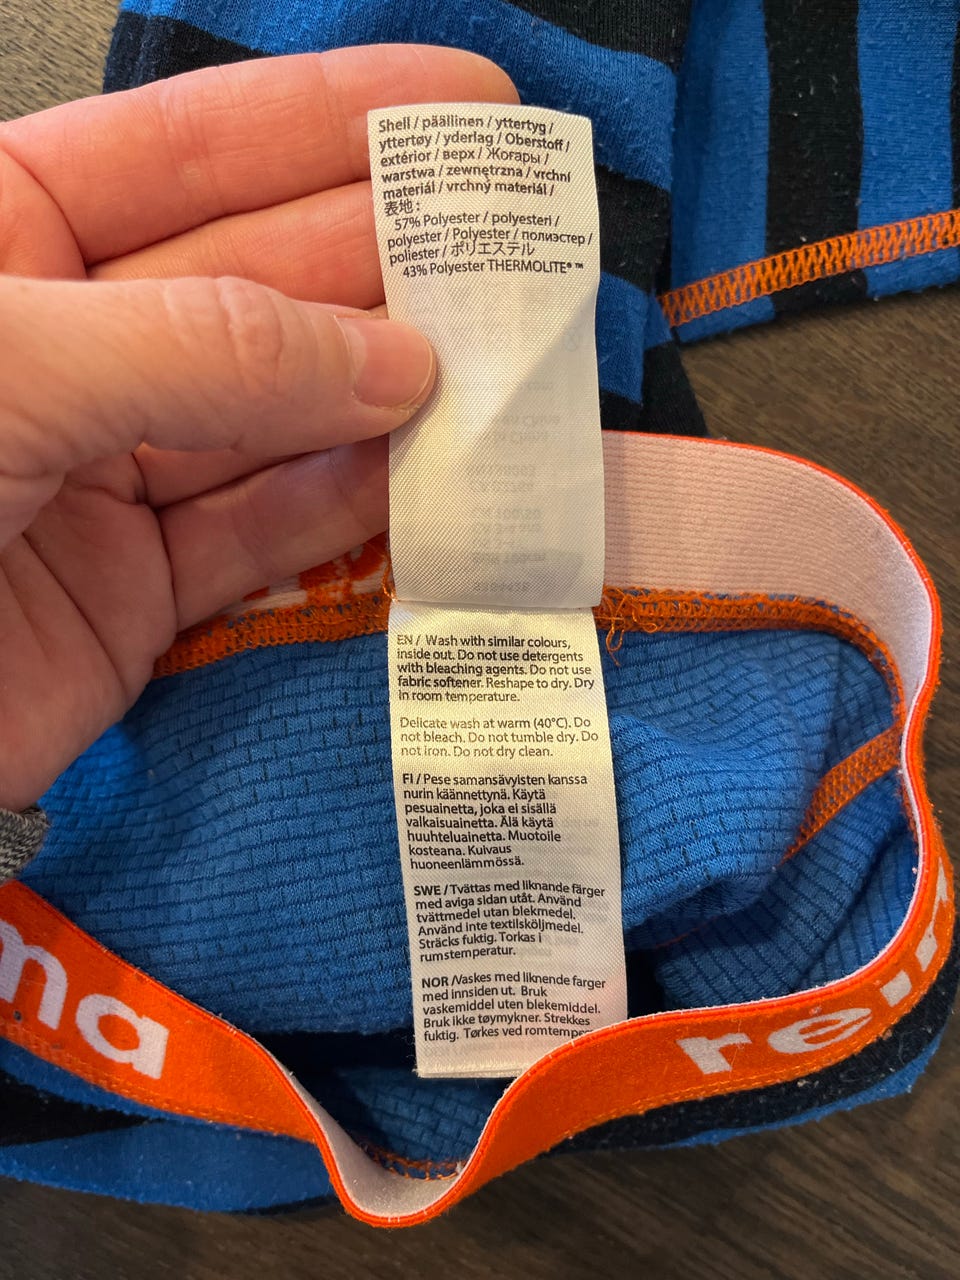 Shell / päällinen / yttertyg /
yttertøy / yderlag / Oberstoff /
extérior / верх / Жоғары /
warstwa / zewnętrzna / vrchní
materiál / vrchný materiál /
表地 :
57% Polyester / polyesteri /
polyester / Polyester / полиэстер /
poliester / ポリエステル
43% Polyester THERMOLITE® ™
EN / Wash with similar colours,
inside out. Do not use detergents
with bleaching agents. Do not use
fabric softener. Reshape to dry. Dry
in room temperature.
Delicate wash at warm (40°C). Do
not bleach. Do not tumble dry. Do
not iron. Do not dry clean.
FI / Pese samansävyisten kanssa
nurin käännettynä. Käytä
pesuainetta, joka ei sisällä
valkaisuainetta. Älä käytä
huuhteluainetta. Muotoile
kosteana. Kuivaus
huoneenlämmössä.
SWE / Tvättas med liknande färger
med aviga sidan utåt. Använd
tvättmedel utan blekmedel.
Använd inte textilsköljmedel.
Sträcks fuktig. Torkas i
rumstemperatur.
NOR /Vaskes med liknende farger
med innsiden ut. Bruk
vaskemiddel uten blekemiddel.
Bruk ikke tøymykner. Strekkes
fuktig. Tørkes ved romtemp
ma
reim